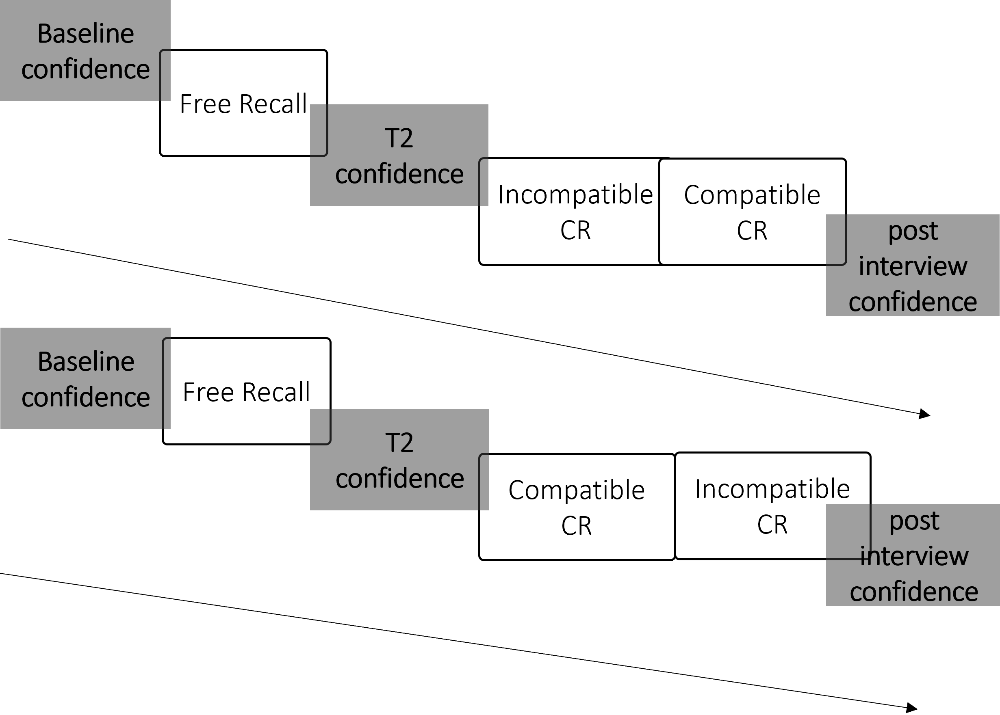 Baseline
confidence
Free Recall
T2
confidence
Incompatible
CR
Compatible
CR
post
interview
confidence
Baseline
confidence
Free Recall
T2
confidence
Compatible
CR
Incompatible
CR
post
interview
confidence